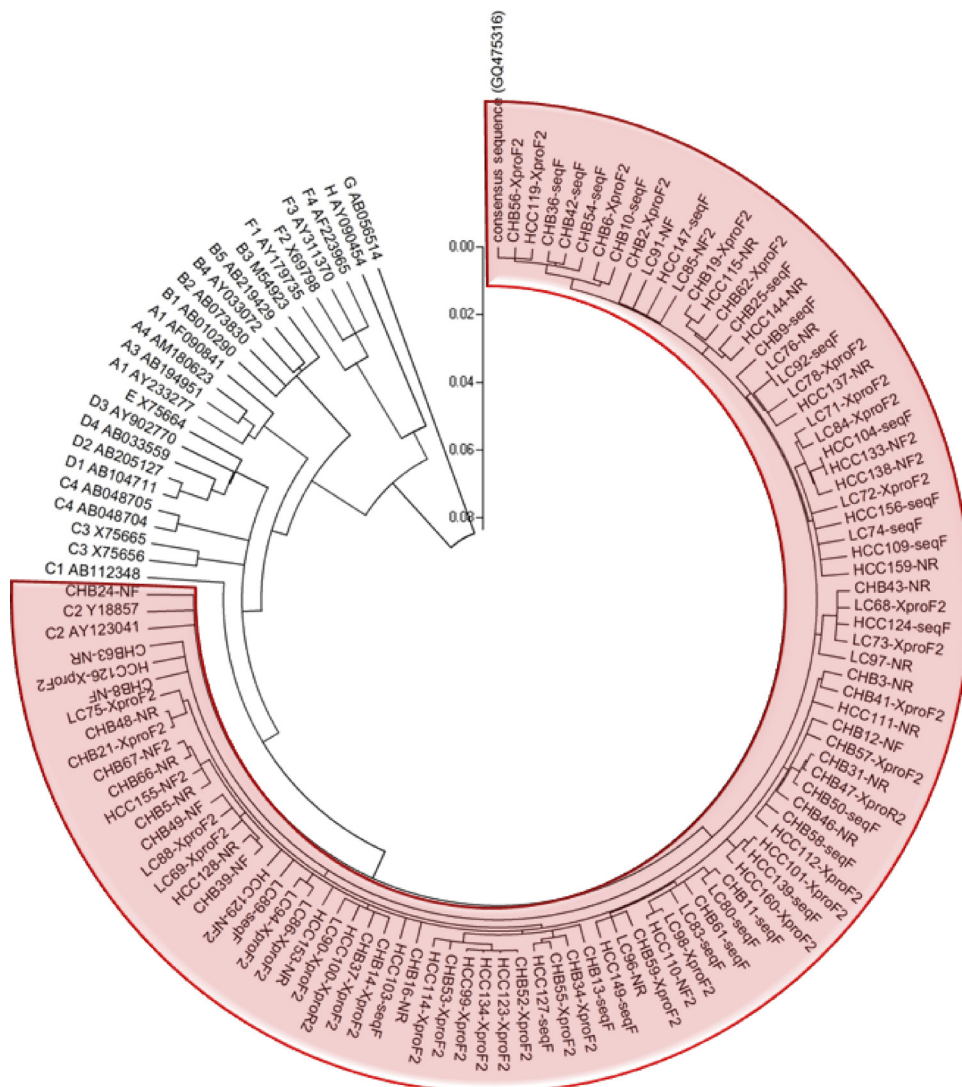 consensus sequence (GQ475316)
CHB56-XproF2
HCC119-XproF2
CHB36-seqF
CHB42-seqF
CHB54-seqF
CHB6-XproF2
CHB10-seqF
CHB2-XproF2
LC91-NF
HCC147-seqF
LC85-NF2
CHB19-XproF2
HCC115-NR
CHB62-XproF2
CHB25-seqF
HCC144-NR
CHB9-seqF
LC76-NR
LC92-seqF
LC78-XproF2
HCC137-NR
LC71-XproF2
LC84-XproF2
HCC104-seqF
HCC133-NF2
HCC138-NF2
LC72-XproF2
HCC156-seqF
LC74-seqF
HCC109-seqF
HCC159-NR
CHB43-NR
LC68-XproF2
HCC124-seqF
LC73-XproF2
LC97-NR
CHB3-NR
CHB41-XproF2
HCC111-NR
CHB12-NF
CHB57-XproF2
CHB31-NR
CHB47-XproR2
CHB50-seqF
CHB46-NR
CHB58-seqF
HCC112-XproF2
HCC101-XproF2
HCC139-seqF
HCC160-XproF2
CHB11-seqF
LC80-seqF
CHB61-seqF
LC83-seqF
LC98-XproF2
HCC110-NF2
CHB59-XproF2
LC96-NR
HCC149-seqF
CHB13-seqF
CHB34-XproF2
CHB55-XproF2
HCC127-seqF
CHB52-XproF2
HCC123-XproF2
HCC134-XproF2
HCC99-XproF2
CHB53-XproF2
HCC114-XproF2
CHB16-NR
HCC103-seqF
CHB14-XproF2
CHB37-XproF2
HCC100-XproR2
LC90-XproF2
HCC153-NR
LC86-XproF2
LC94-XproF2
LC89-seqF
HCC129-NF2
CHB39-NF
HCC128-NR
LC69-XproF2
LC88-XproF2
CHB49-NF
CHB5-NR
HCC155-NF2
CHB66-NR
CHB67-NF2
CHB21-XproF2
CHB48-NR
LC75-XproF2
CHB8-NF
HCC126-XproF2
CHB63-NR
C2 AY123041
C2 Y18857
CHB24-NF
C1 AB112348
C3 X75656
C3 X75665
C4 AB048704
C4 AB048705
D1 AB104711
D2 AB205127
D4 AB033559
D3 AY902770
E X75664
A1 AY233277
A3 AB194951
A4 AM180623
A1 AF090841
B1 AB010290
B2 AB073830
B4 AY033072
B5 AB219429
B3 M54923
F1 AY179735
F2 X69798
F3 AY311370
F4 AF223965
H AY090454
G AB056514
0.00
0.02
0.04
0.06
0.08